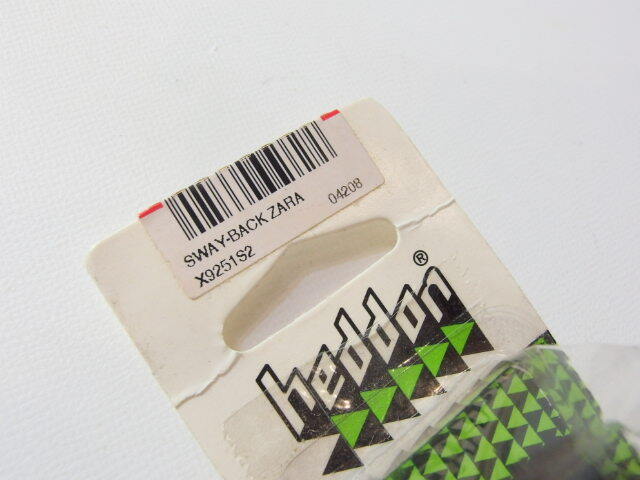 SWAY-BACK ZARA 04208
X9251S2
heddon®